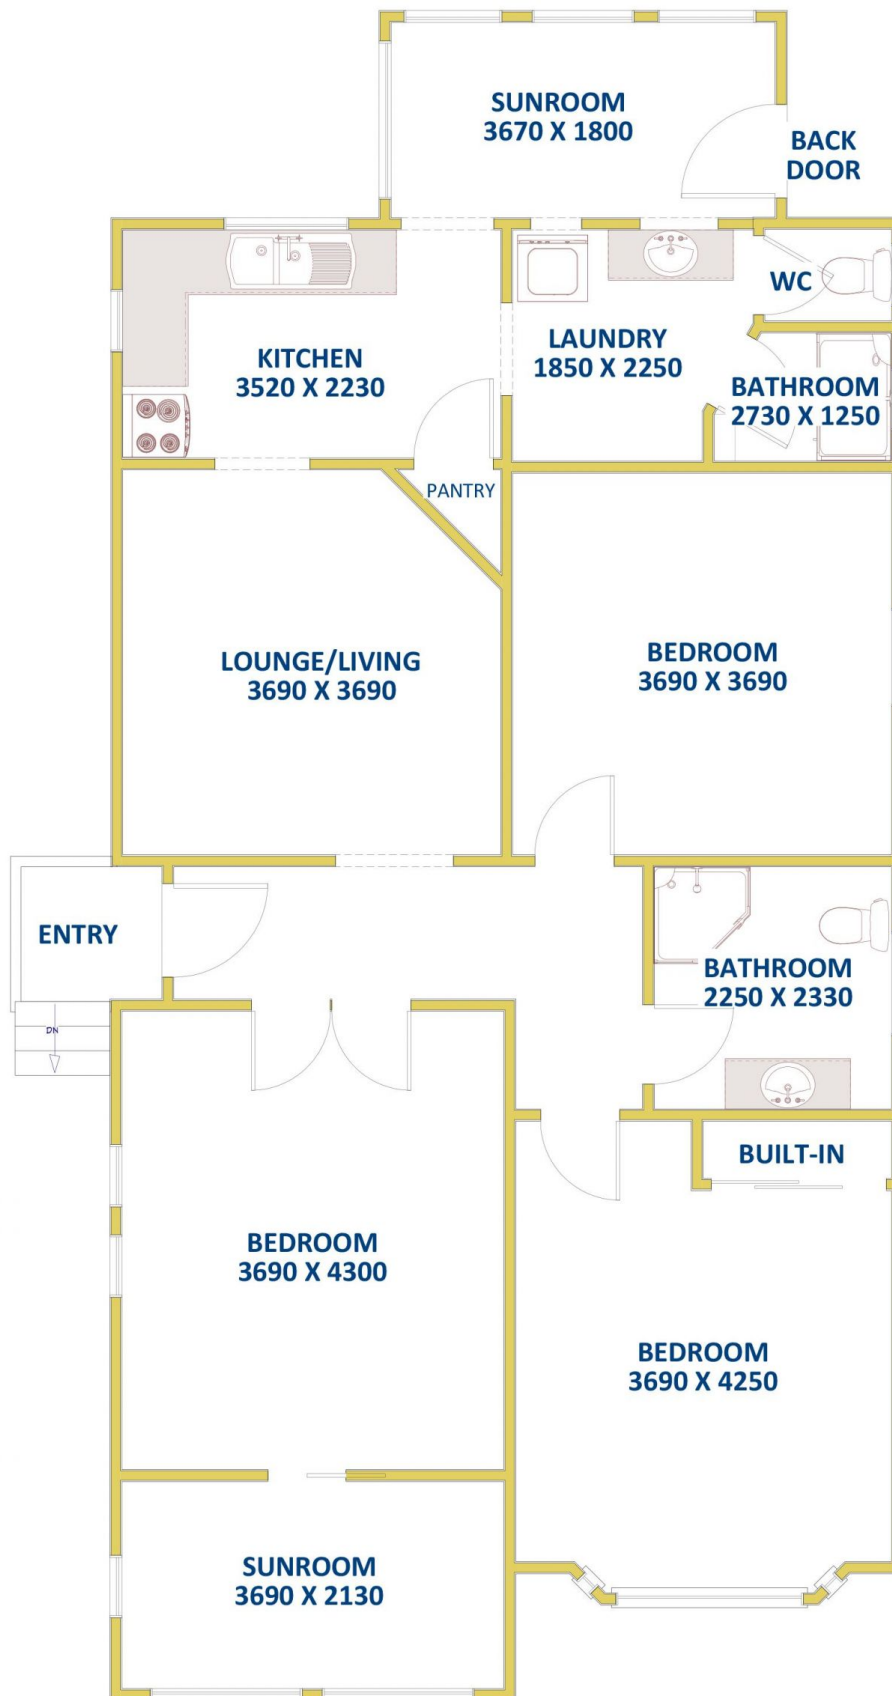 SUNROOM
3670 X 1800
BACK
DOOR
WC
KITCHEN
3520 X 2230
LAUNDRY
1850 X 2250
BATHROOM
2730 X 1250
PANTRY
LOUNGE/LIVING
3690 X 3690
BEDROOM
3690 X 3690
ENTRY
DN
BATHROOM
2250 X 2330
BUILT-IN
BEDROOM
3690 X 4300
BEDROOM
3690 X 4250
SUNROOM
3690 X 2130